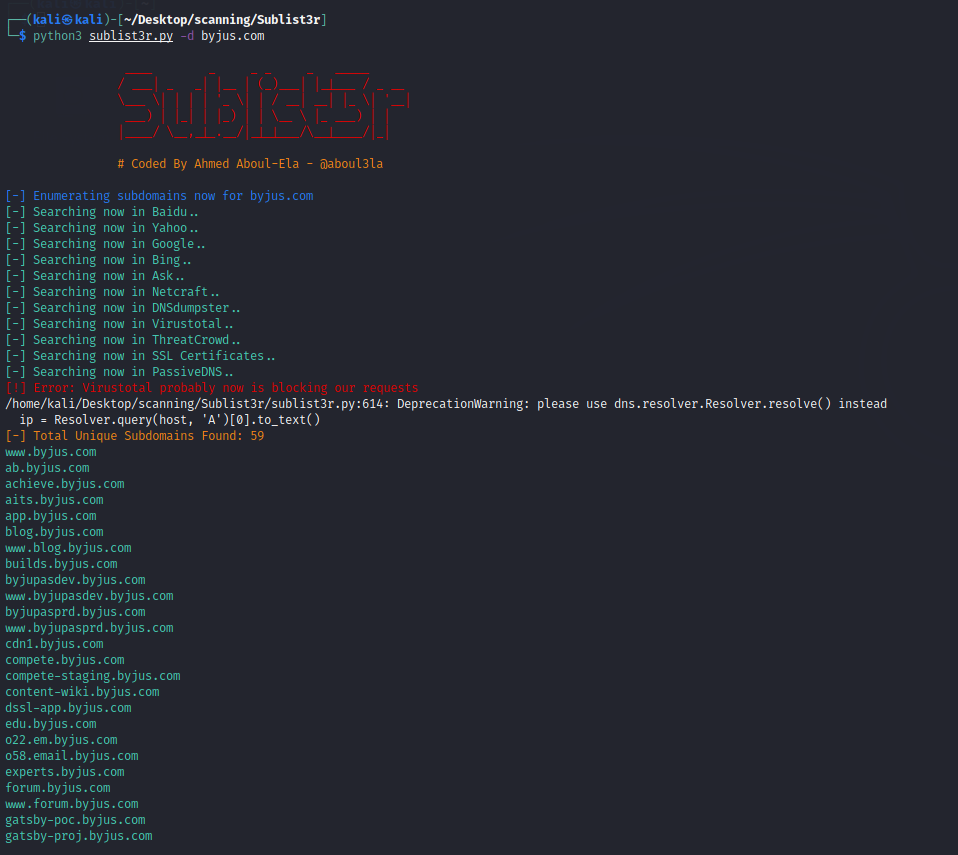 ┌──(kali㉿kali)-[~/Desktop/scanning/Sublist3r]
└─$ python3 sublist3r.py -d byjus.com
# Coded By Ahmed Aboul-Ela - @aboul3la
[-] Enumerating subdomains now for byjus.com
[-] Searching now in Baidu..
[-] Searching now in Yahoo..
[-] Searching now in Google..
[-] Searching now in Bing..
[-] Searching now in Ask..
[-] Searching now in Netcraft..
[-] Searching now in DNSdumpster..
[-] Searching now in Virustotal..
[-] Searching now in ThreatCrowd..
[-] Searching now in SSL Certificates..
[-] Searching now in PassiveDNS..
[!] Error: Virustotal probably now is blocking our requests
/home/kali/Desktop/scanning/Sublist3r/sublist3r.py:614: DeprecationWarning: please use dns.resolver.Resolver.resolve() instead
  ip = Resolver.query(host, 'A')[0].to_text()
[-] Total Unique Subdomains Found: 59
www.byjus.com
ab.byjus.com
achieve.byjus.com
aits.byjus.com
app.byjus.com
blog.byjus.com
www.blog.byjus.com
builds.byjus.com
byjupasdev.byjus.com
www.byjupasdev.byjus.com
byjupasprd.byjus.com
www.byjupasprd.byjus.com
cdn1.byjus.com
compete.byjus.com
compete-staging.byjus.com
content-wiki.byjus.com
dssl-app.byjus.com
edu.byjus.com
o22.em.byjus.com
o58.email.byjus.com
experts.byjus.com
forum.byjus.com
www.forum.byjus.com
gatsby-poc.byjus.com
gatsby-proj.byjus.com